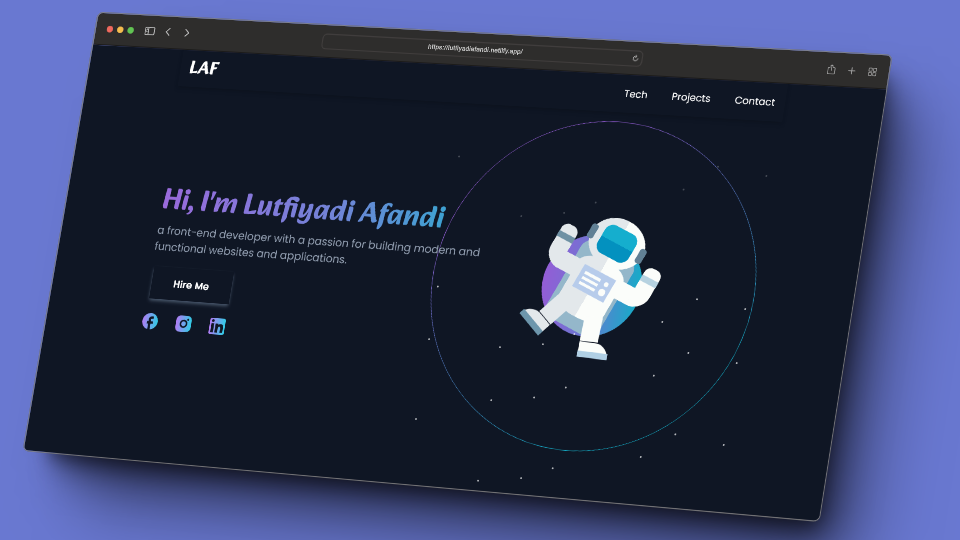 https://lutfiyadiafandi.netlify.app/
LAF
Tech Projects Contact
Hi, I'm Lutfiyadi Afandi
a front-end developer with a passion for building modern and
functional websites and applications.
Hire Me